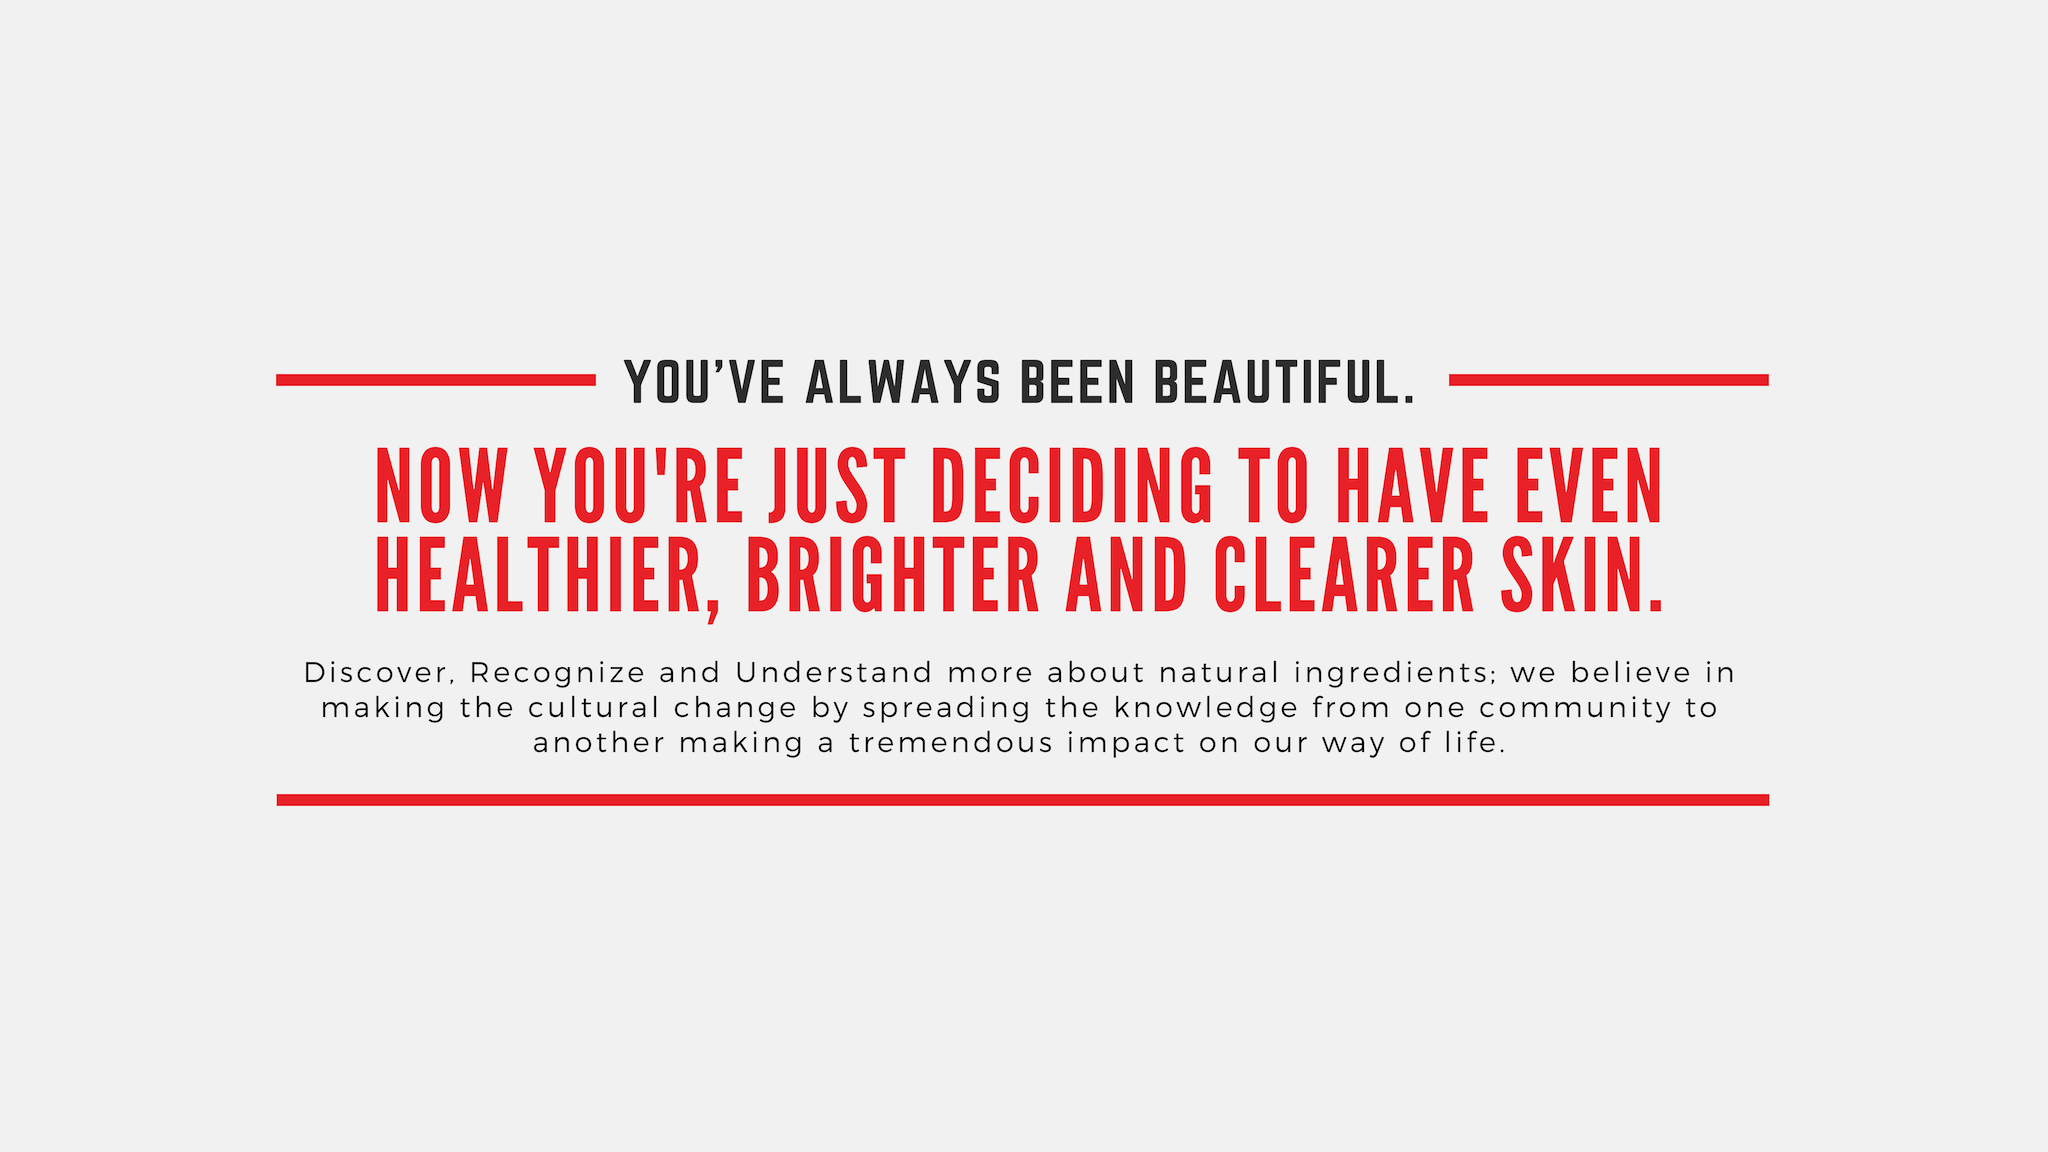 YOU’VE ALWAYS BEEN BEAUTIFUL.
NOW YOU'RE JUST DECIDING TO HAVE EVEN
HEALTHIER, BRIGHTER AND CLEARER SKIN.
Discover, Recognize and Understand more about natural ingredients; we believe in
making the cultural change by spreading the knowledge from one community to
another making a tremendous impact on our way of life.